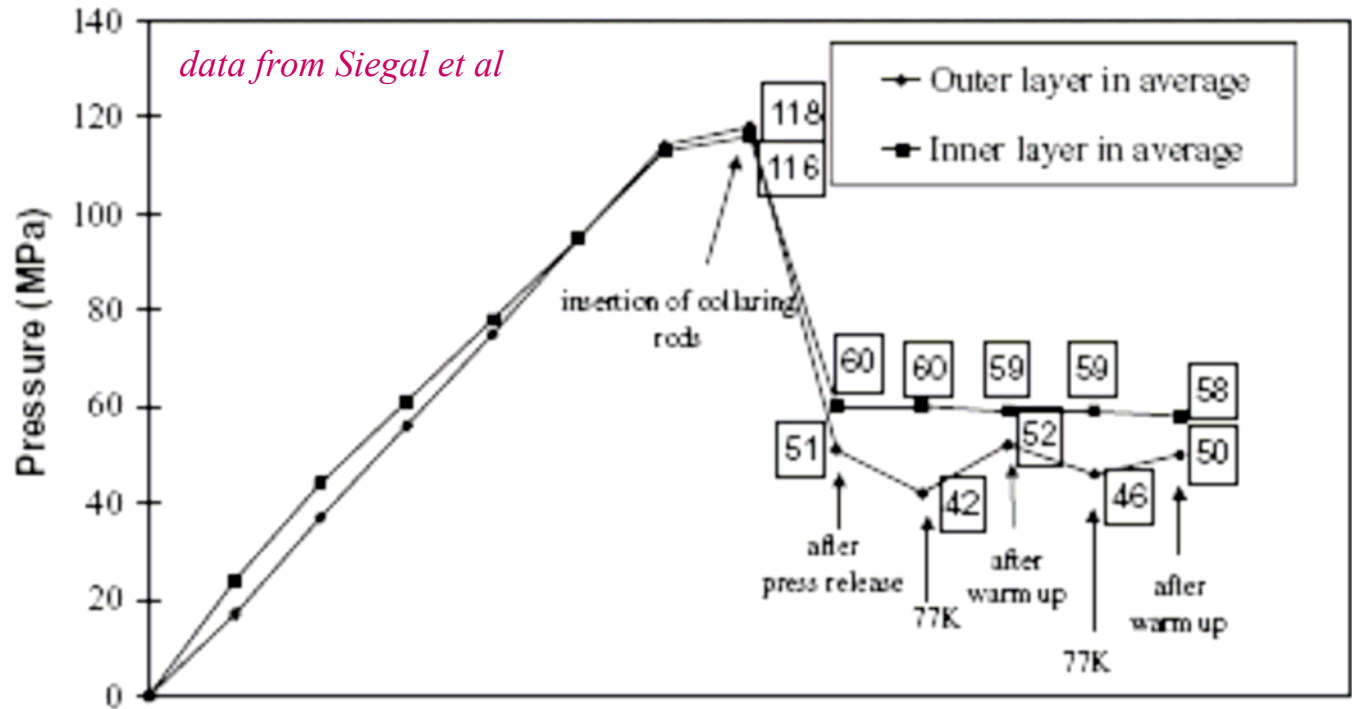 data from Siegal et al
Outer layer in average
Inner layer in average
Pressure (MPa)
140
120
100
80
60
40
20
0
118
116
insertion of collaring
rods
60
60
59
59
58
51
42
52
46
50
after
press release
77K
after
warm up
77K
after
warm up